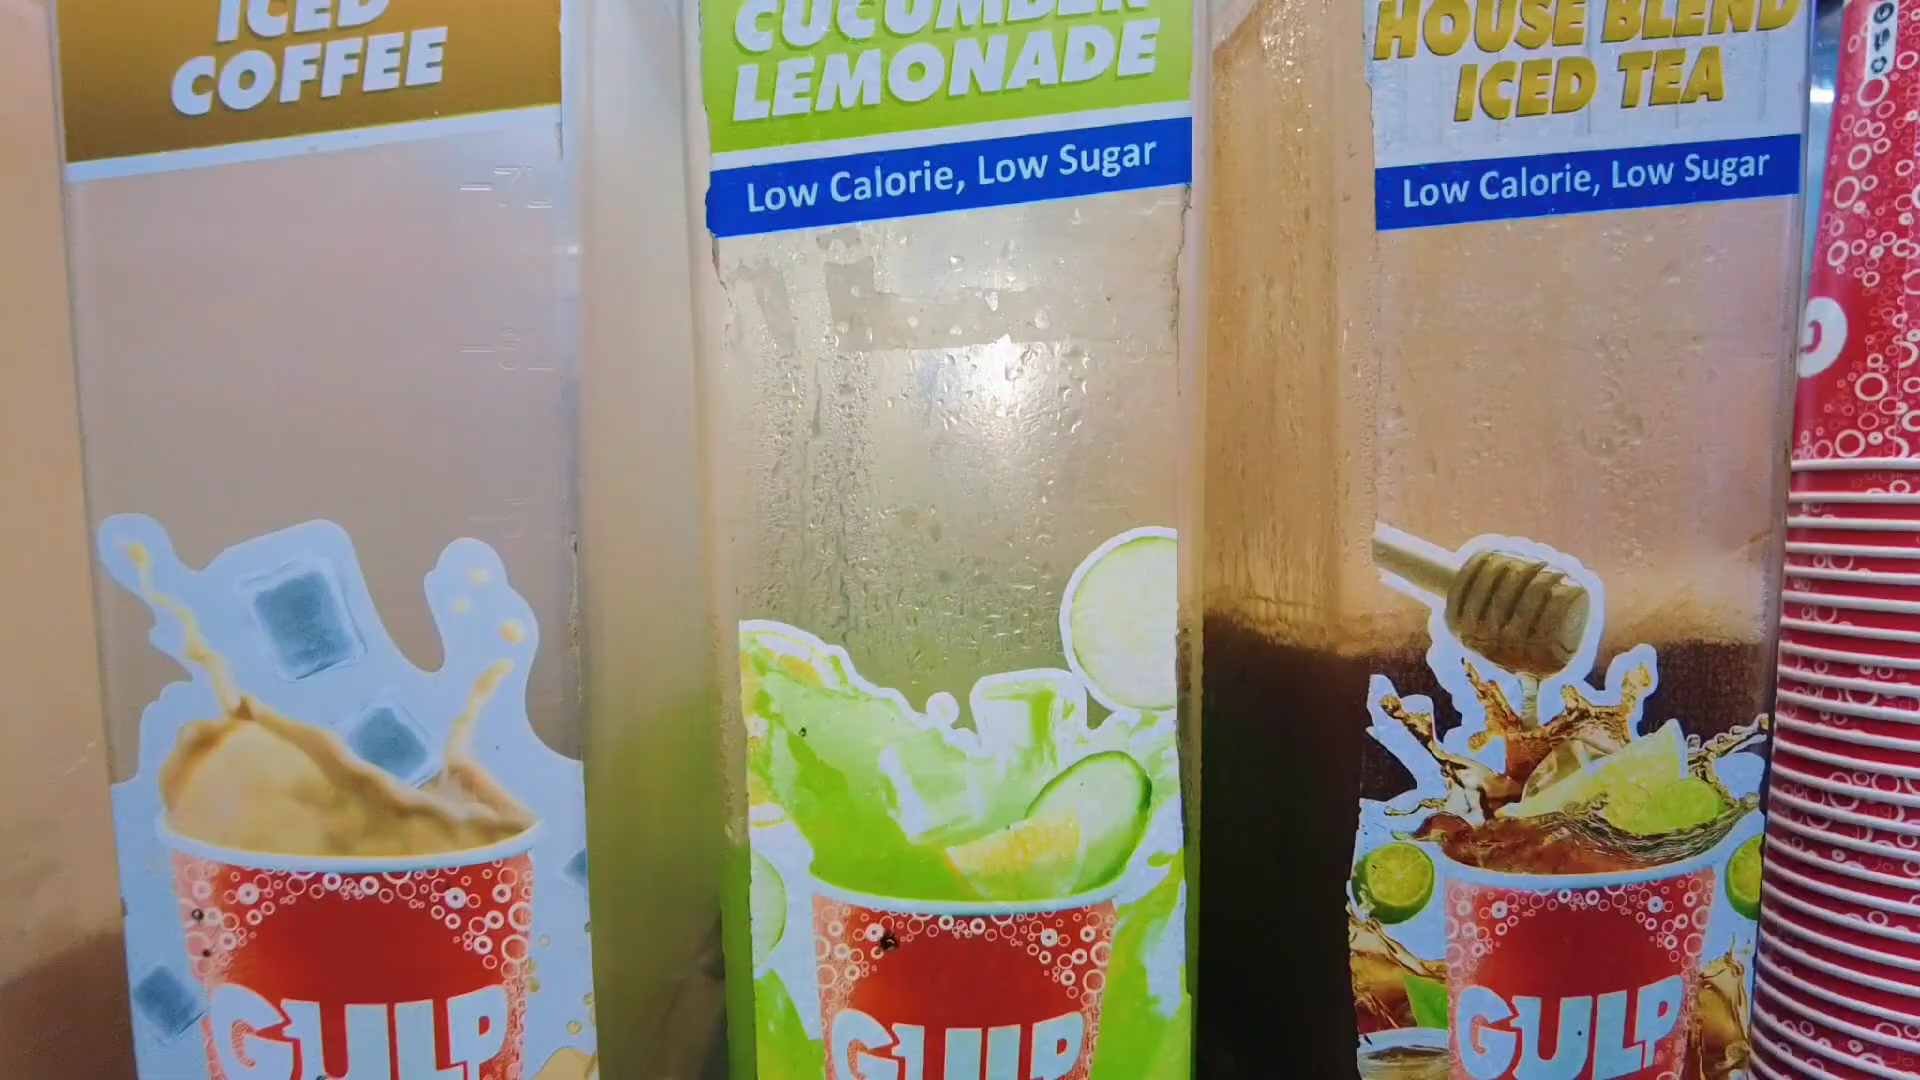 ICED
COFFEE
CUCUMBER
LEMONADE
Low Calorie, Low Sugar
HOUSE BLEND
ICED TEA
Low Calorie, Low Sugar
GULP
GULP
GULP